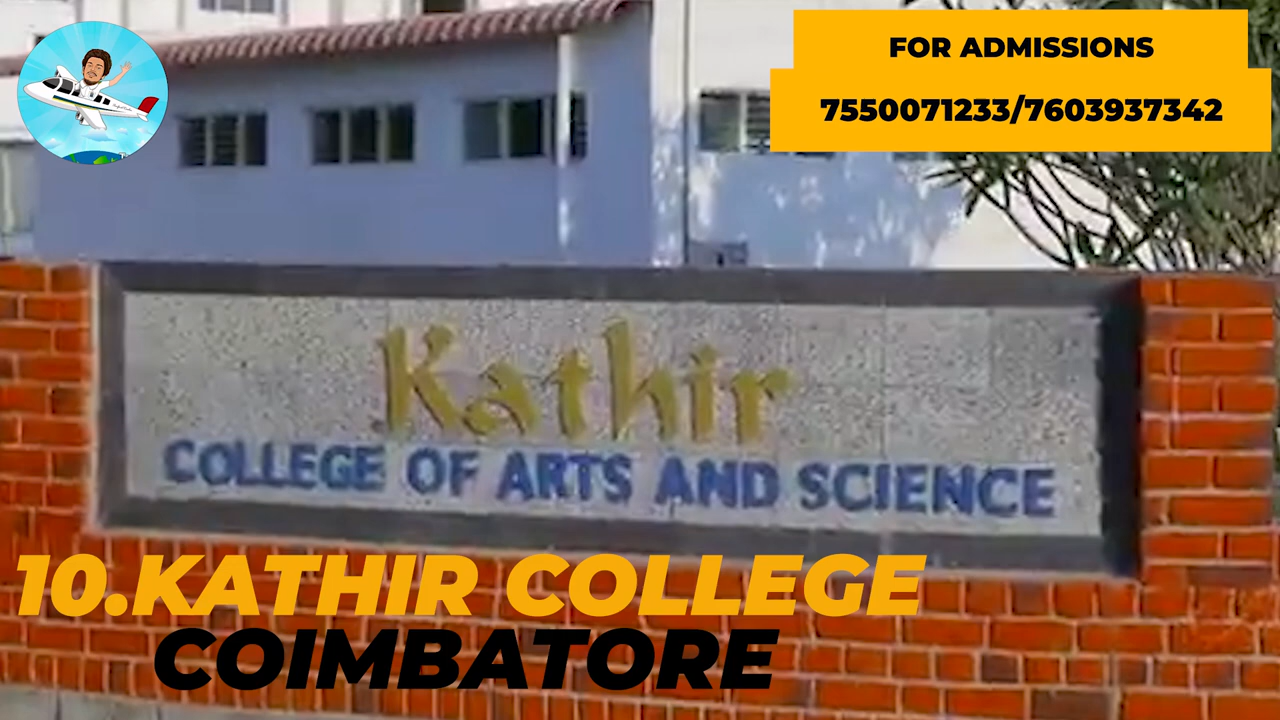 FOR ADMISSIONS
7550071233/7603937342
Kathir
COLLEGE OF ARTS AND SCIENCE
10.KATHIR COLLEGE
COIMBATORE